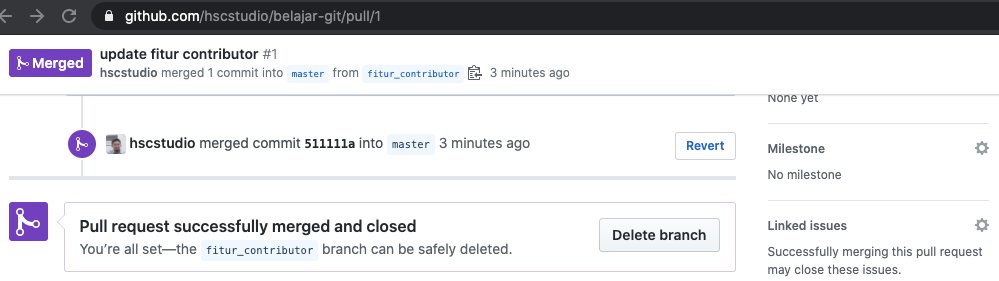 github.com/hscstudio/belajar-git/pull/1
Merged
update fitur contributor #1
hscstudio merged 1 commit into master from fitur_contributor 3 minutes ago
None yet
hscstudio merged commit 511111a into master 3 minutes ago
Revert
Milestone
No milestone
Pull request successfully merged and closed
You’re all set—the fitur_contributor branch can be safely deleted.
Delete branch
Linked issues
Successfully merging this pull request
may close these issues.